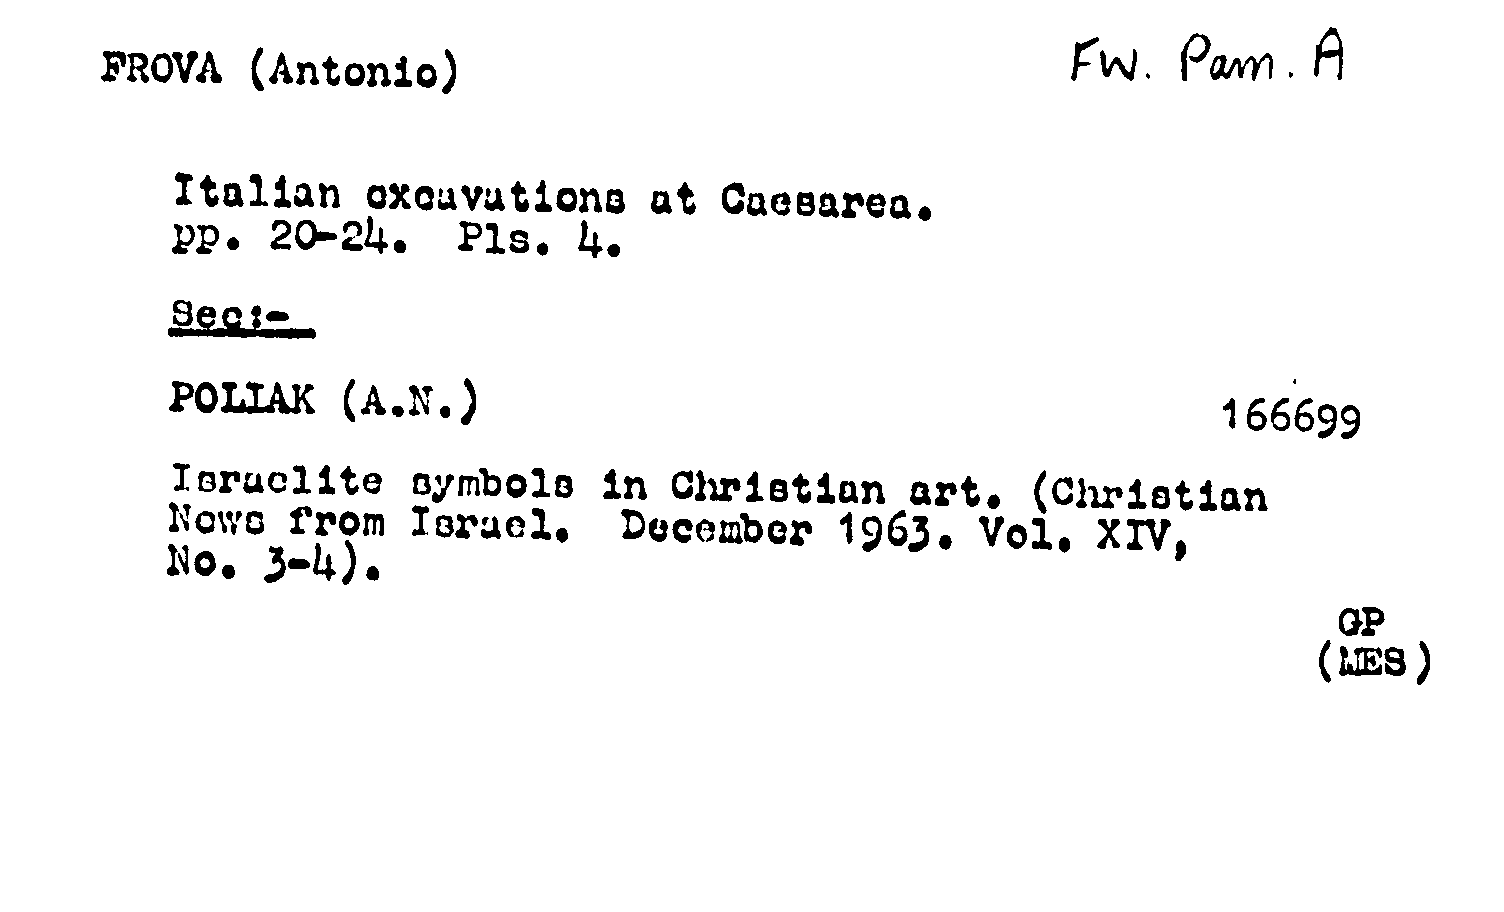 FROVA (Antonio) FW. Pam. A
Italian excavations at Caesarea.
pp. 20-24. Pls. 4.
See:-
POLIAK (A.N.) 166699
Israelite symbols in Christian art. (Christian
News from Israel. December 1963. Vol. XIV,
No. 3-4).
GP
(MES)